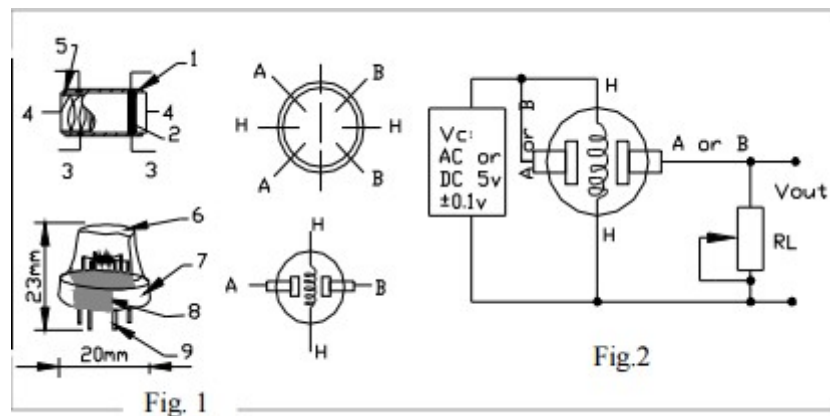 5
1
4
4
2
3
3
6
7
8
9
23mm
20mm
A
B
H
H
A
B
H
A
B
H
Fig. 1
Vc:
AC or
DC 5v
±0.1v
A or B
H
H
A or B
Vout
RL
Fig.2